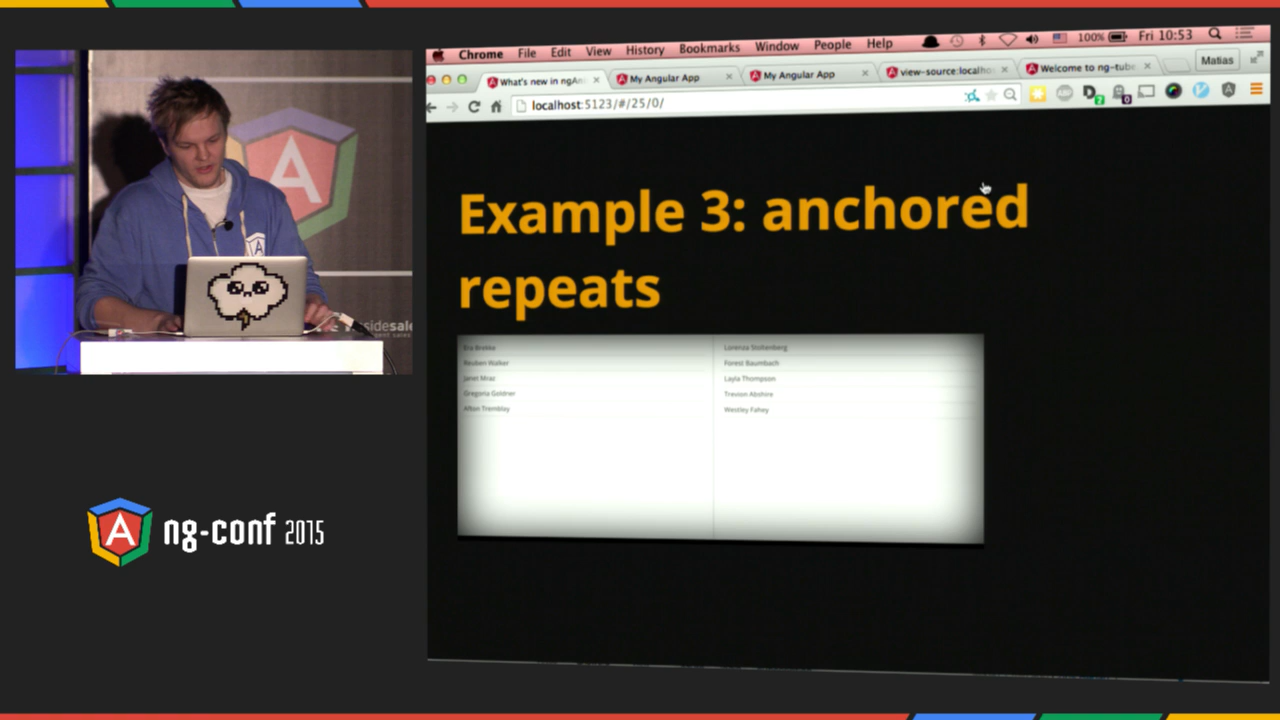 Chrome File Edit View History Bookmarks Window People Help 100% Fri 10:53
What's new in ngAn
My Angular App
My Angular App
view-source:localho
Welcome to ng-tube
Matias
localhost:5123/#/25/0/
Example 3: anchored
repeats
Eva Brekke
Reuben Walker
Janet Mraz
Gregoria Goldner
Afton Tremblay
Lorenza Stoltenberg
Forest Baumbach
Layla Thompson
Trevion Abshire
Westley Fahey
ng-conf 2015